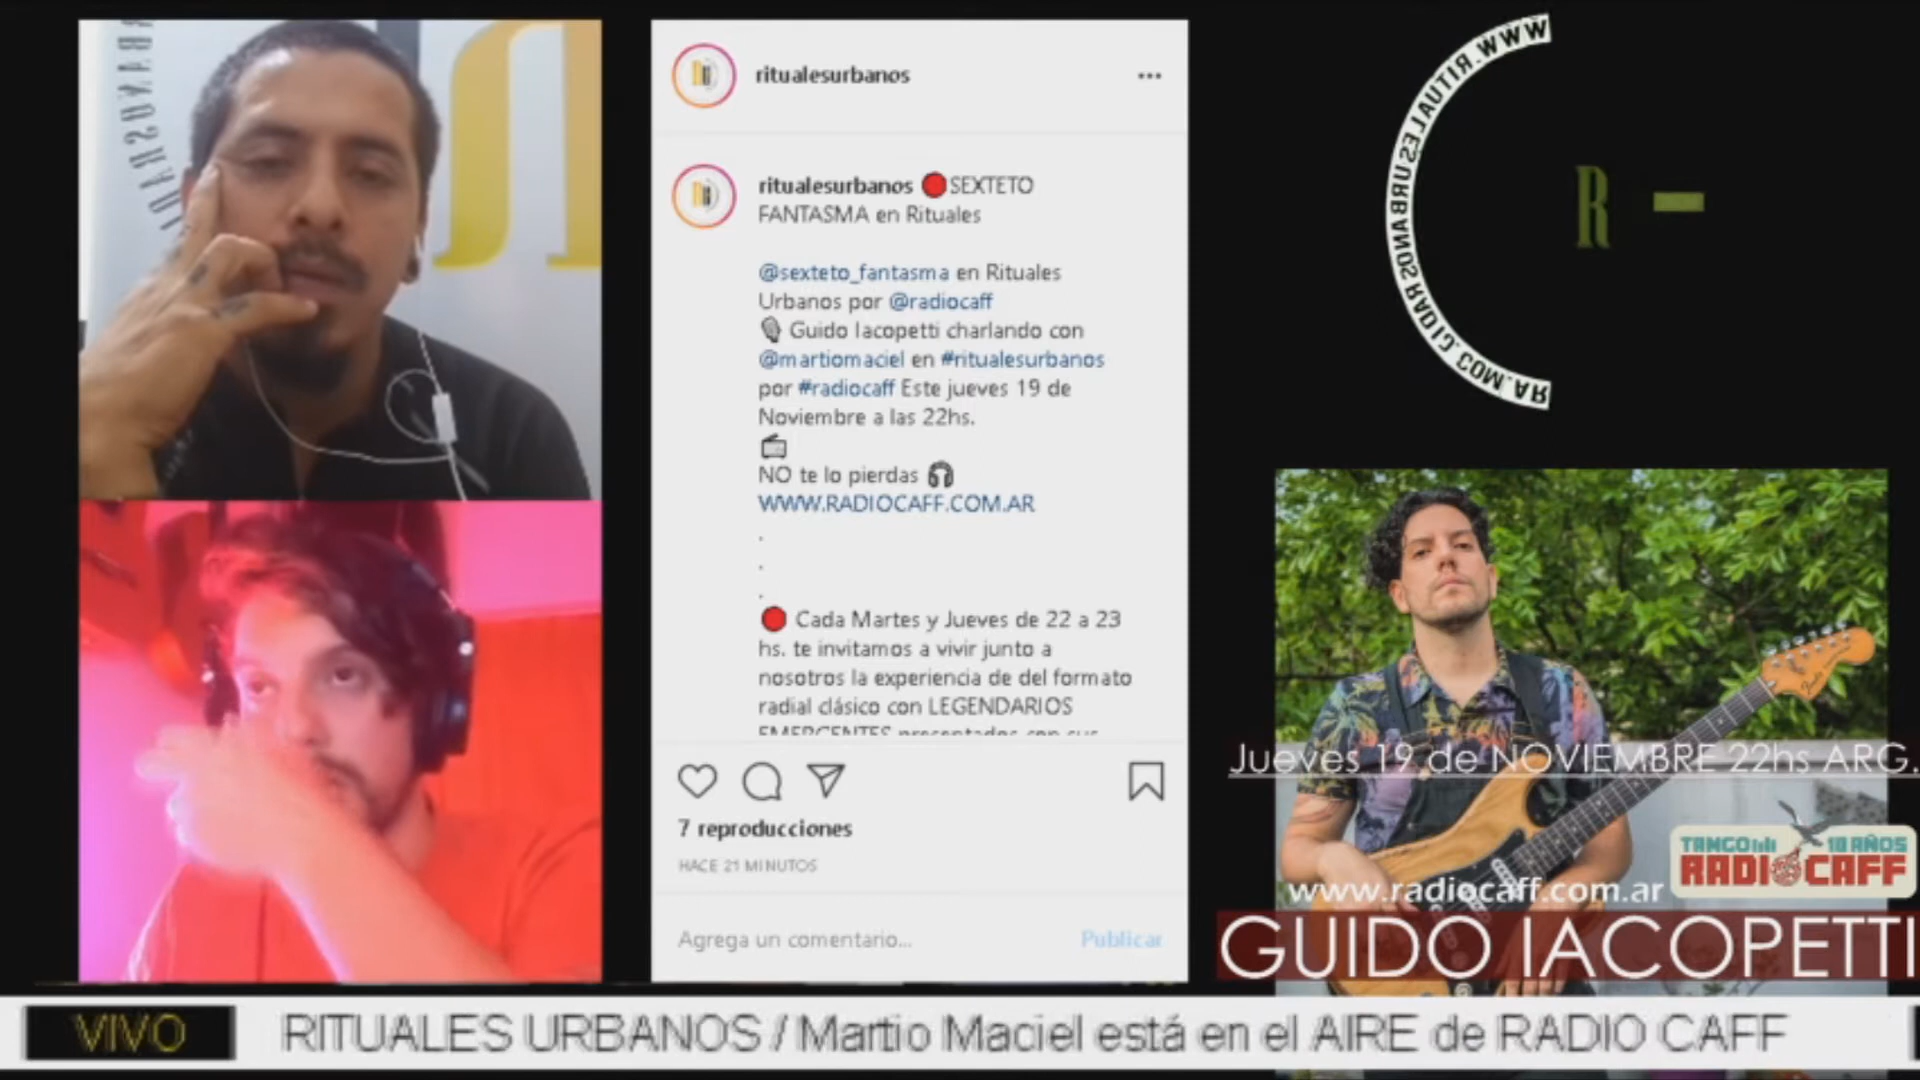 ritualesurbanos
ritualesurbanos SEXTETO
FANTASMA en Rituales
@sexteto_fantasma en Rituales
Urbanos por @radiocaff
Guido Iacopetti charlando con
@martiomaciel en #ritualesurbanos
por #radiocaff Este jueves 19 de
Noviembre a las 22hs.
NO te lo pierdas
WWW.RADIOCAFF.COM.AR
.
.
.
Cada Martes y Jueves de 22 a 23
hs. te invitamos a vivir junto a
nosotros la experiencia de del formato
radial clásico con LEGENDARIOS
EMERGENTES presentados con sus
7 reproducciones
HACE 21 MINUTOS
Agrega un comentario...
Publicar
WWW.RITUALESURBANOSRADIO.COM.AR
R
Jueves 19 de NOVIEMBRE 22hs ARG.
TANGO 10 AÑOS
RADIO CAFF
www.radiocaff.com.ar
GUIDO IACOPETTI
VIVO
RITUALES URBANOS / Martio Maciel está en el AIRE de RADIO CAFF